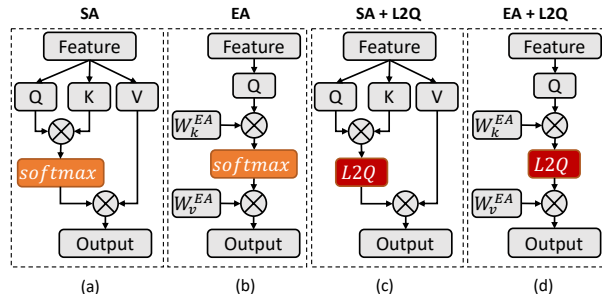 SA
EA
SA + L2Q
EA + L2Q
Feature
Q K V
softmax
Output
(a)
Feature
Q
W_k^{EA}
softmax
W_v^{EA}
Output
(b)
Feature
Q K V
L2Q
Output
(c)
Feature
Q
W_k^{EA}
L2Q
W_v^{EA}
Output
(d)